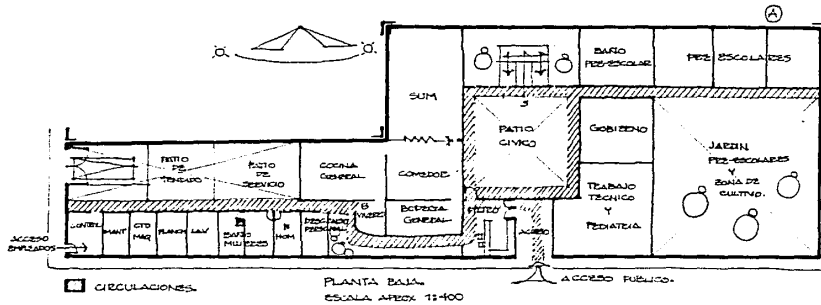 A
BAÑO
PRE-ESCOLAR
PRE ESCOLARES
SUM
S
PATIO
CIVICO
GOBIERNO
JARDIN
PRE-ESCOLARES
Y
ZONA DE
CULTIVO.
PATIO
DE
TENDIDO
PATIO
DE
SERVICIO
COCINA
GENERAL
COMEDOR
TRABAJO
TECNICO
Y
PEDIATRIA
B
VIVERES
BODEGA
GENERAL
FILTRO
ACCESO
CONTROL
MANT
CTO
MAQ
PLANCH
LAV
BAÑO
MUJERES
HOM
DESCANSO
PERSONAL
ACCESO
EMPLEADOS
CIRCULACIONES
PLANTA BAJA.
ESCALA APROX 1:400
ACCESO PUBLICO.